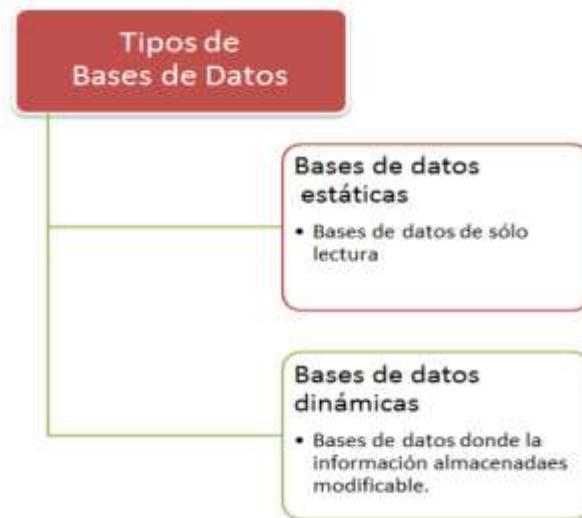 Tipos de
Bases de Datos
Bases de datos
estáticas
• Bases de datos de sólo
lectura
Bases de datos
dinámicas
• Bases de datos donde la
información almacenadaes
modificable.